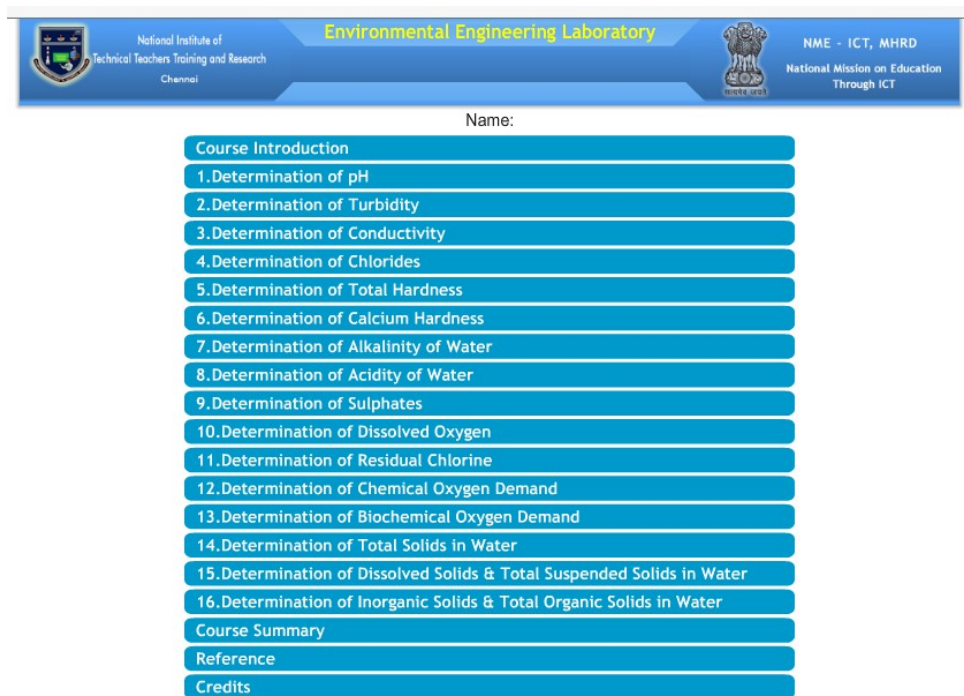 National Institute of
Technical Teachers Training and Research
Chennai
Environmental Engineering Laboratory
सत्यमेव जयते
NME - ICT, MHRD
National Mission on Education
Through ICT
Name:
Course Introduction
1.Determination of pH
2.Determination of Turbidity
3.Determination of Conductivity
4.Determination of Chlorides
5.Determination of Total Hardness
6.Determination of Calcium Hardness
7.Determination of Alkalinity of Water
8.Determination of Acidity of Water
9.Determination of Sulphates
10.Determination of Dissolved Oxygen
11.Determination of Residual Chlorine
12.Determination of Chemical Oxygen Demand
13.Determination of Biochemical Oxygen Demand
14.Determination of Total Solids in Water
15.Determination of Dissolved Solids & Total Suspended Solids in Water
16.Determination of Inorganic Solids & Total Organic Solids in Water
Course Summary
Reference
Credits